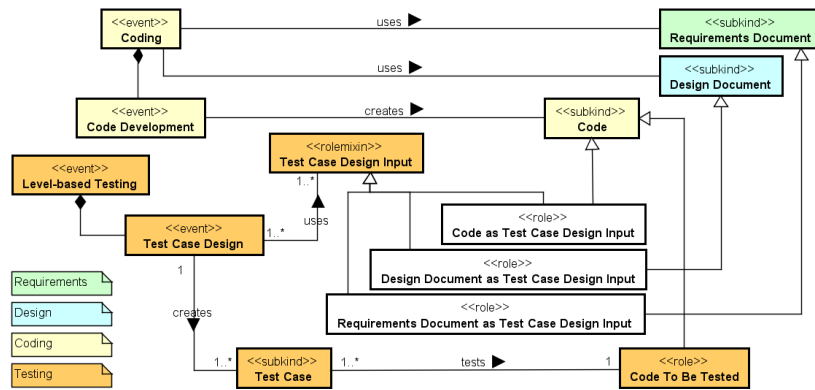 <<event>>
Coding
uses
<<subkind>>
Requirements Document
uses
<<subkind>>
Design Document
<<event>>
Code Development
creates
<<subkind>>
Code
<<rolemixin>>
Test Case Design Input
<<event>>
Level-based Testing
1..*
uses
<<event>>
Test Case Design
1..*
<<role>>
Code as Test Case Design Input
1
<<role>>
Design Document as Test Case Design Input
Requirements
<<role>>
Requirements Document as Test Case Design Input
Design
creates
Coding
1..*
<<subkind>>
Test Case
1..*
tests
1
<<role>>
Code To Be Tested
Testing